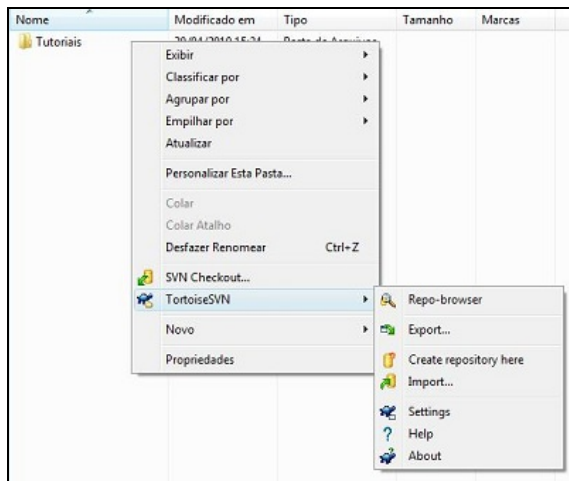 Nome Modificado em Tipo Tamanho Marcas
Tutoriais
Exibir
Classificar por
Agrupar por
Empilhar por
Atualizar
Personalizar Esta Pasta...
Colar
Colar Atalho
Desfazer Renomear Ctrl+Z
SVN Checkout...
TortoiseSVN
Novo
Propriedades
Repo-browser
Export...
Create repository here
Import...
Settings
Help
About